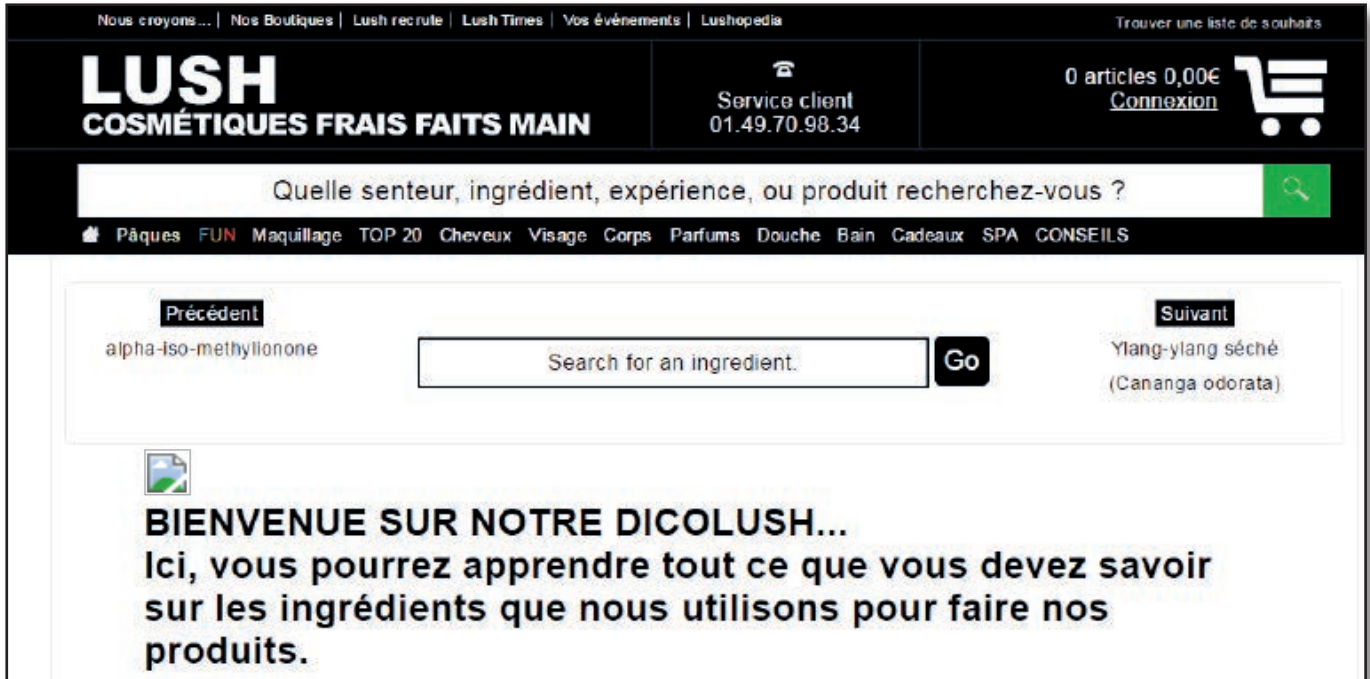 Nous croyons... | Nos Boutiques | Lush recrute | Lush Times | Vos événements | Lushopedia
Trouver une liste de souhaits
LUSH
COSMÉTIQUES FRAIS FAITS MAIN
Service client
01.49.70.98.34
0 articles 0,00€
Connexion
Quelle senteur, ingrédient, expérience, ou produit recherchez-vous ?
Pâques FUN Maquillage TOP 20 Cheveux Visage Corps Parfums Douche Bain Cadeaux SPA CONSEILS
Précédent
alpha-iso-methylionone
Search for an ingredient.
Go
Suivant
Ylang-ylang séché
(Cananga odorata)
BIENVENUE SUR NOTRE DICOLUSH...
Ici, vous pourrez apprendre tout ce que vous devez savoir
sur les ingrédients que nous utilisons pour faire nos
produits.